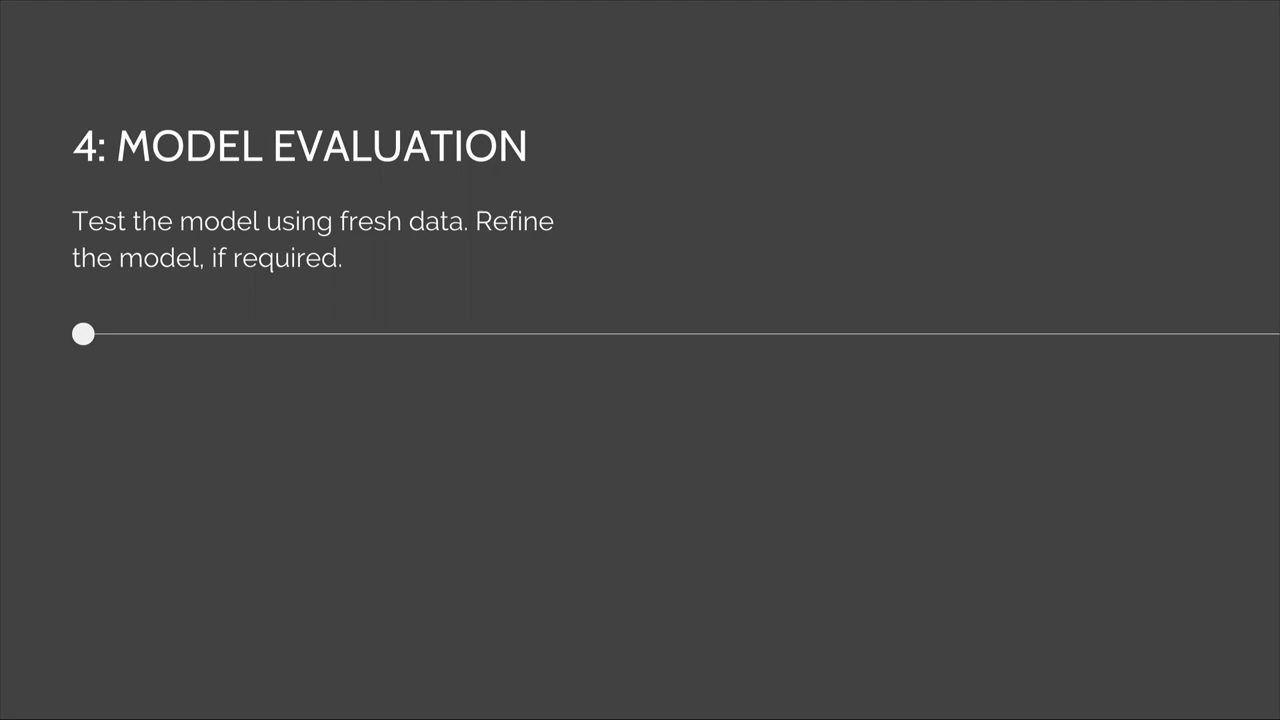 4: MODEL EVALUATION
Test the model using fresh data. Refine
the model, if required.